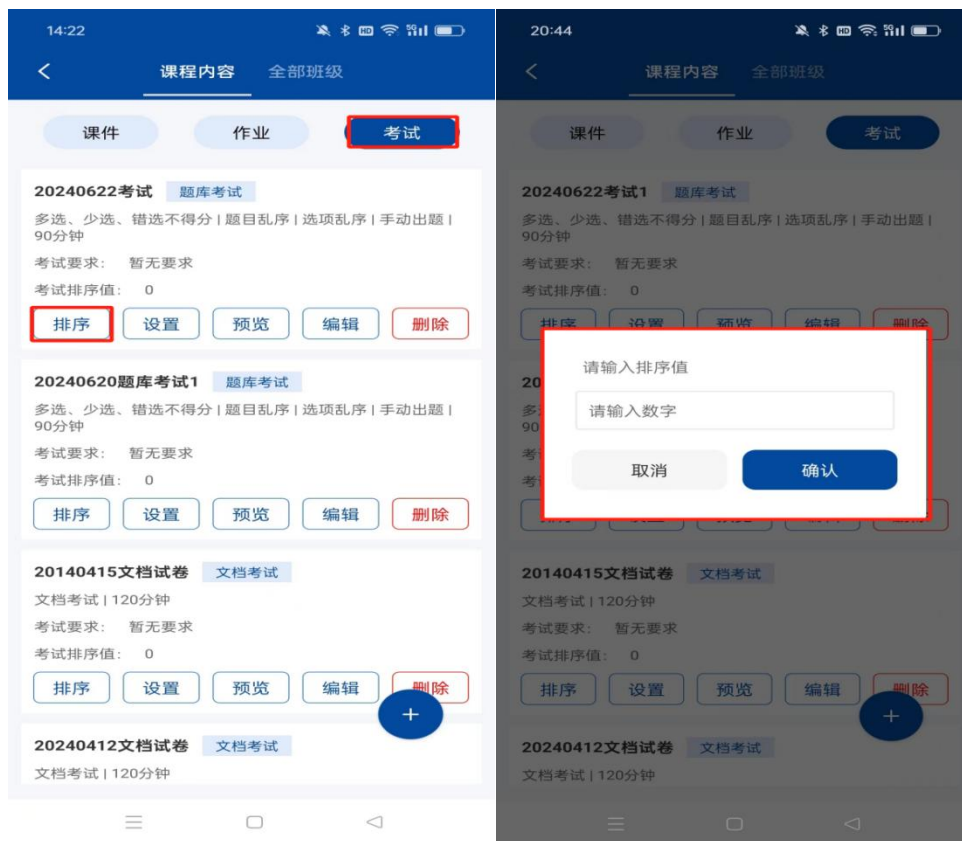 14:22
课程内容 全部班级
课件 作业 考试
20240622考试 题库考试
多选、少选、错选不得分 | 题目乱序 | 选项乱序 | 手动出题 |
90分钟
考试要求: 暂无要求
考试排序值: 0
排序 设置 预览 编辑 删除
20240620题库考试1 题库考试
多选、少选、错选不得分 | 题目乱序 | 选项乱序 | 手动出题 |
90分钟
考试要求: 暂无要求
考试排序值: 0
排序 设置 预览 编辑 删除
20140415文档试卷 文档考试
文档考试 | 120分钟
考试要求: 暂无要求
考试排序值: 0
排序 设置 预览 编辑 删除
+
20240412文档试卷 文档考试
文档考试 | 120分钟
20:44
课程内容 全部班级
课件 作业 考试
20240622考试1 题库考试
多选、少选、错选不得分 | 题目乱序 | 选项乱序 | 手动出题 |
90分钟
考试要求: 暂无要求
考试排序值: 0
排序 设置 预览 编辑 删除
请输入排序值
请输入数字
取消 确认
20140415文档试卷 文档考试
文档考试 | 120分钟
考试要求: 暂无要求
考试排序值: 0
排序 设置 预览 编辑 删除
+
20240412文档试卷 文档考试
文档考试 | 120分钟